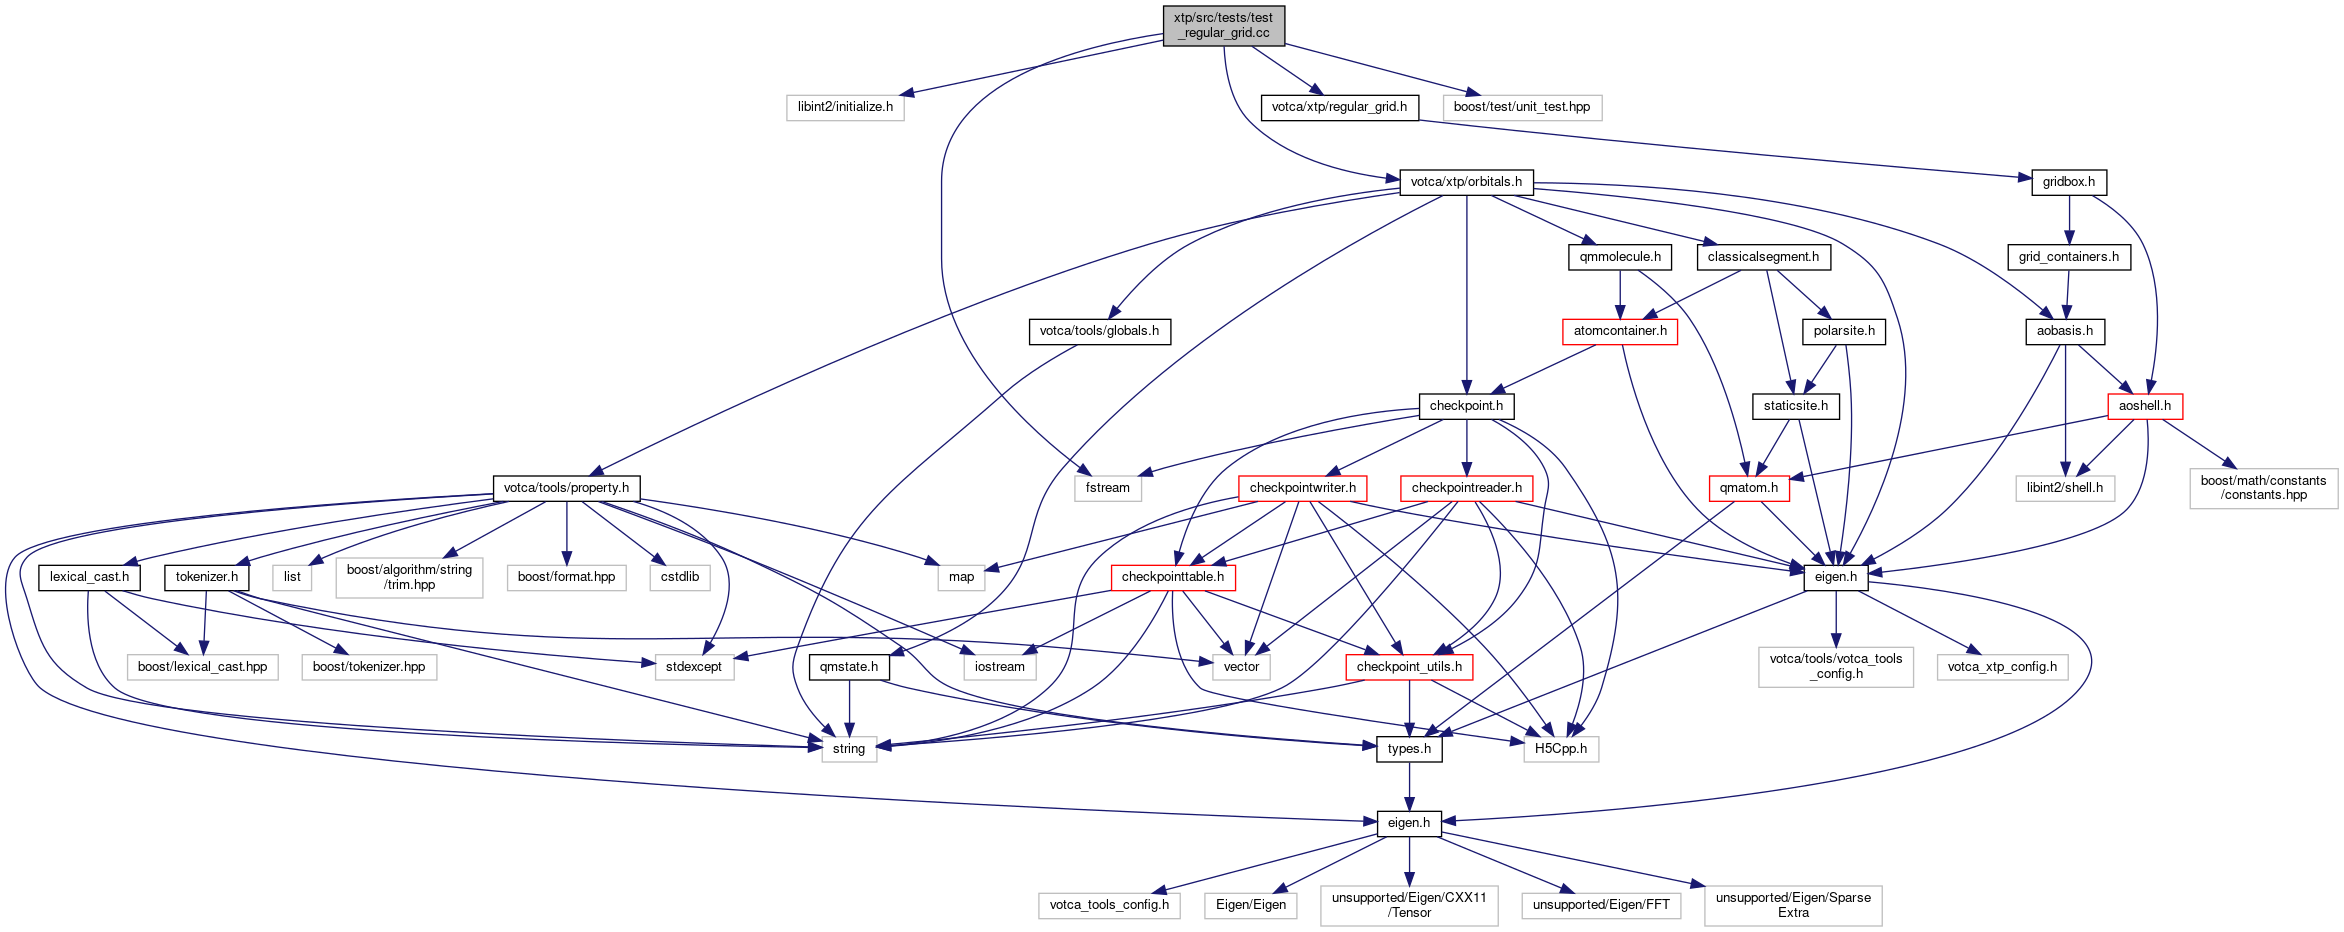 xtp/src/tests/test
_regular_grid.cc
libint2/initialize.h
votca/xtp/regular_grid.h
boost/test/unit_test.hpp
votca/xtp/orbitals.h
gridbox.h
qmmolecule.h
classicalsegment.h
grid_containers.h
votca/tools/globals.h
atomcontainer.h
polarsite.h
aobasis.h
checkpoint.h
staticsite.h
aoshell.h
votca/tools/property.h
fstream
checkpointwriter.h
checkpointreader.h
qmatom.h
libint2/shell.h
boost/math/constants
/constants.hpp
lexical_cast.h
tokenizer.h
list
boost/algorithm/string
/trim.hpp
boost/format.hpp
cstdlib
map
checkpointtable.h
eigen.h
boost/lexical_cast.hpp
boost/tokenizer.hpp
stdexcept
qmstate.h
iostream
vector
checkpoint_utils.h
votca/tools/votca_tools
_config.h
votca_xtp_config.h
string
types.h
H5Cpp.h
eigen.h
votca_tools_config.h
Eigen/Eigen
unsupported/Eigen/CXX11
/Tensor
unsupported/Eigen/FFT
unsupported/Eigen/Sparse
Extra